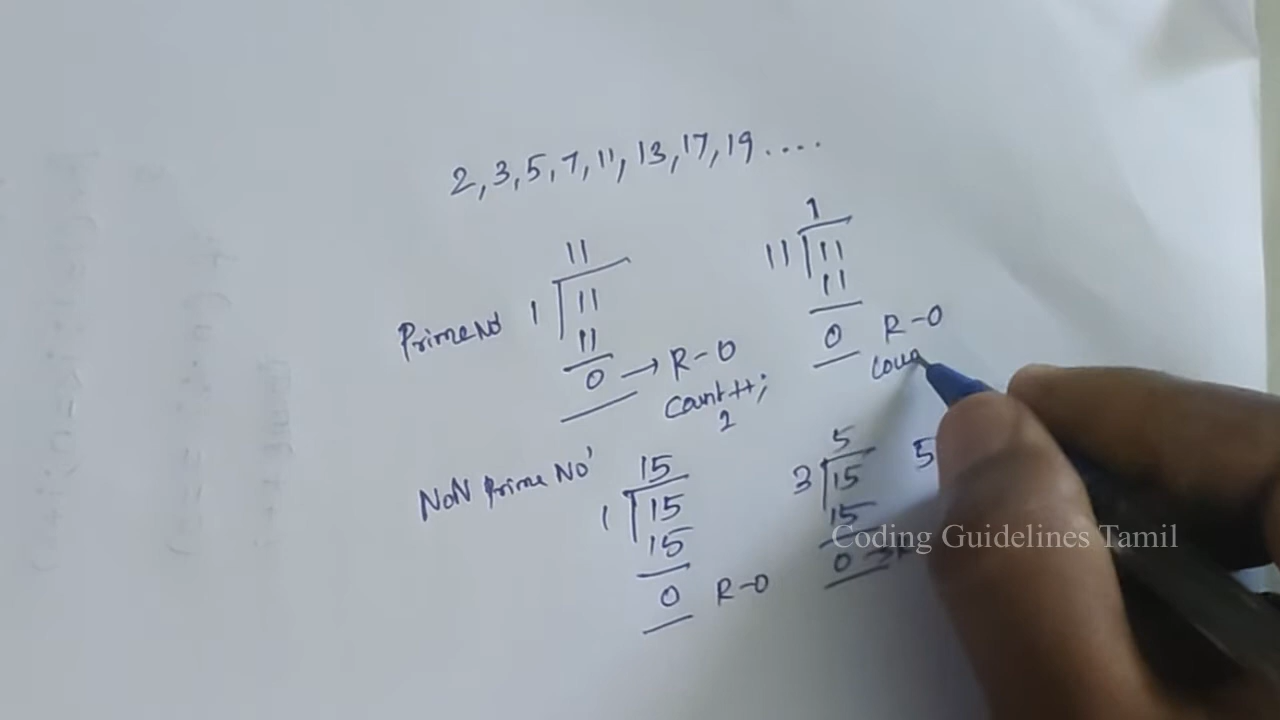 2, 3, 5, 7, 11, 13, 17, 19 ....
11
1 11
11
0 → R - 0
count++;
1
11 11
11
0 R - 0
Prime No
NoN Prime No'
15
1 15
15
0 R - 0
5
3 15
15
0
5
Coding Guidelines Tamil